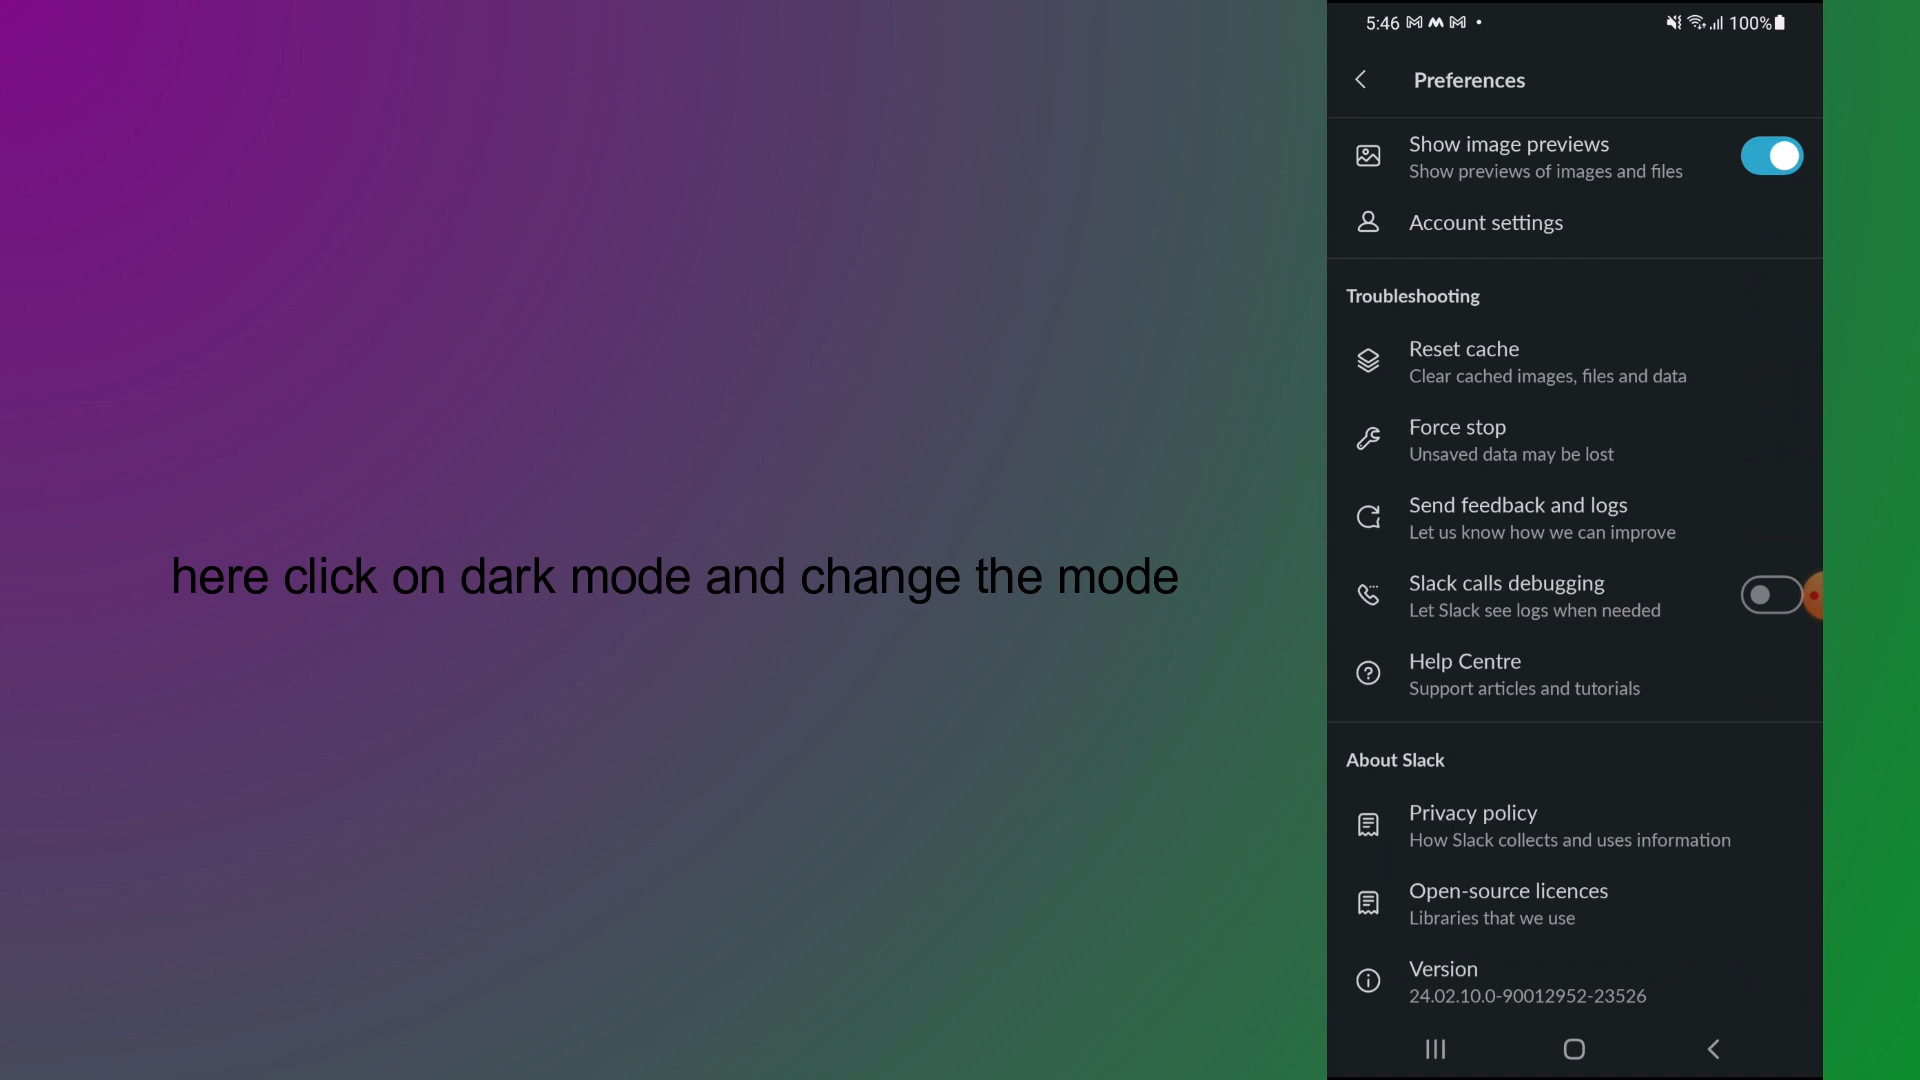 5:46
100%
Preferences
Show image previews
Show previews of images and files
Account settings
Troubleshooting
Reset cache
Clear cached images, files and data
Force stop
Unsaved data may be lost
Send feedback and logs
Let us know how we can improve
here click on dark mode and change the mode
Slack calls debugging
Let Slack see logs when needed
Help Centre
Support articles and tutorials
About Slack
Privacy policy
How Slack collects and uses information
Open-source licences
Libraries that we use
Version
24.02.10.0-90012952-23526